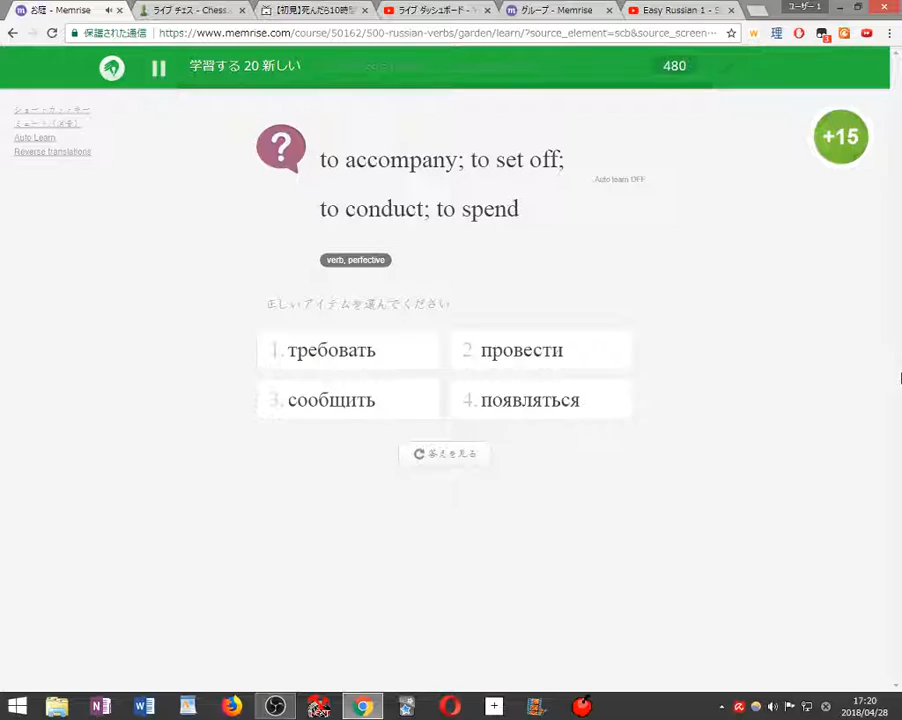 お庭 - Memrise
ライブ チェス - Chess.
【初見】死んだら10時
ライブ ダッシュボード - Y
グループ - Memrise
Easy Russian 1 - S
ユーザー 1
保護された通信
https://www.memrise.com/course/50162/500-russian-verbs/garden/learn/?source_element=scb&source_screen…
学習する 20 新しい
480
Auto Learn
Reverse translations
+15
?
to accompany; to set off;
Auto learn OFF
to conduct; to spend
verb, perfective
正しいアイテムを選んでください
1. требовать
2. провести
3. сообщить
4. появляться
答えを見る
17:20
2018/04/28